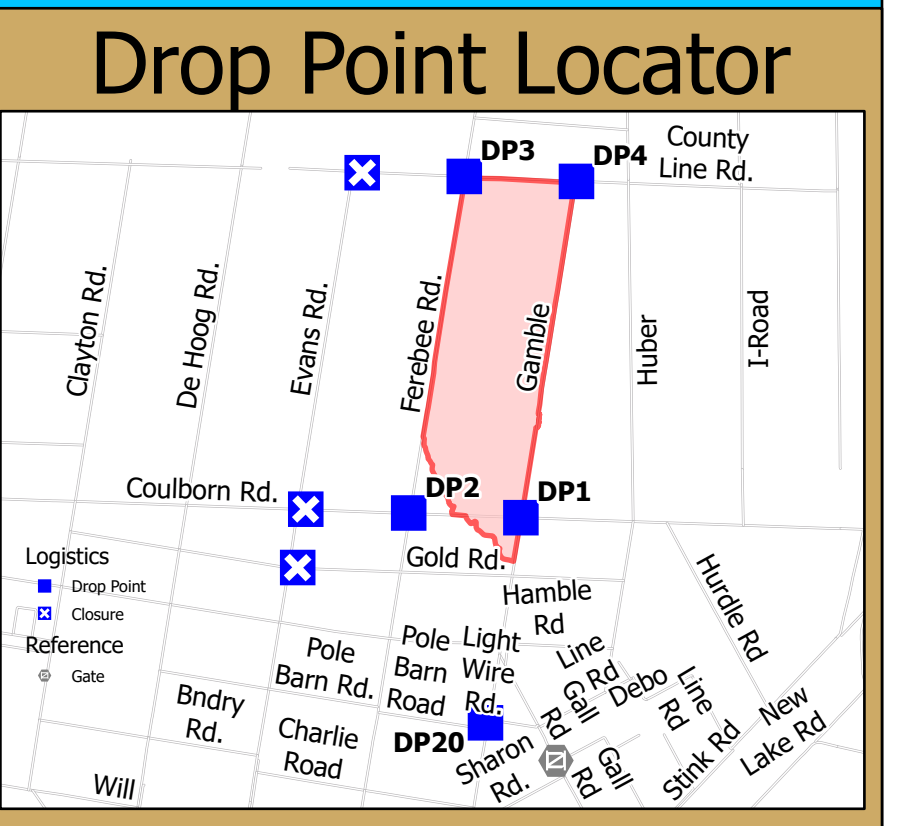 Drop Point Locator
County
Line Rd.
DP3
DP4
Clayton Rd.
De Hoog Rd.
Evans Rd.
Ferebee Rd.
Gamble
Huber
I-Road
Coulborn Rd.
DP2
DP1
Gold Rd.
Logistics
Drop Point
Closure
Reference
Gate
Hamble
Rd
Hurdle Rd
Pole
Barn Rd.
Pole
Barn
Road
Light
Wire
Rd.
Line
Rd
Gall
Rd
Debo
Line
Rd
New
Lake Rd
Stink Rd
Bndry
Rd.
Charlie
Road
DP20
Sharon
Rd.
Gall
Rd
Will